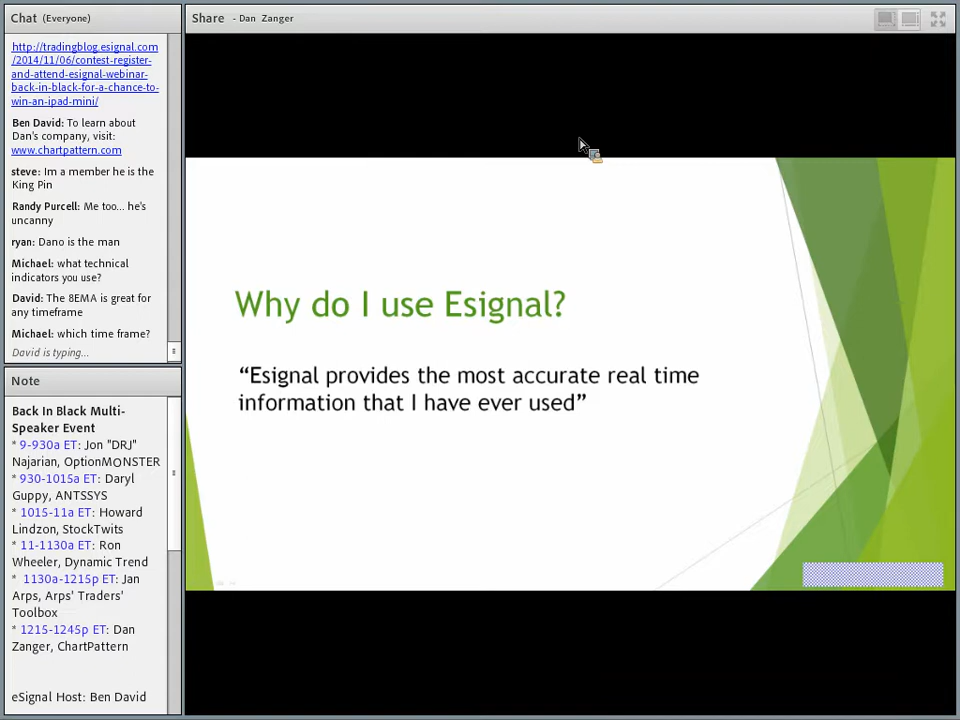 Chat (Everyone)
http://tradingblog.esignal.com
/2014/11/06/contest-register-
and-attend-esignal-webinar-
back-in-black-for-a-chance-to-
win-an-ipad-mini/
Ben David: To learn about
Dan's company, visit:
www.chartpattern.com
steve: Im a member he is the
King Pin
Randy Purcell: Me too... he's
uncanny
ryan: Dano is the man
Michael: what technical
indicators you use?
David: The 8EMA is great for
any timeframe
Michael: which time frame?
David is typing...
Note
Back In Black Multi-
Speaker Event
* 9-930a ET: Jon "DRJ"
Najarian, OptionMONSTER
* 930-1015a ET: Daryl
Guppy, ANTSSYS
* 1015-11a ET: Howard
Lindzon, StockTwits
* 11-1130a ET: Ron
Wheeler, Dynamic Trend
* 1130a-1215p ET: Jan
Arps, Arps' Traders'
Toolbox
* 1215-1245p ET: Dan
Zanger, ChartPattern
eSignal Host: Ben David
Share - Dan Zanger
Why do I use Esignal?
“Esignal provides the most accurate real time
information that I have ever used”